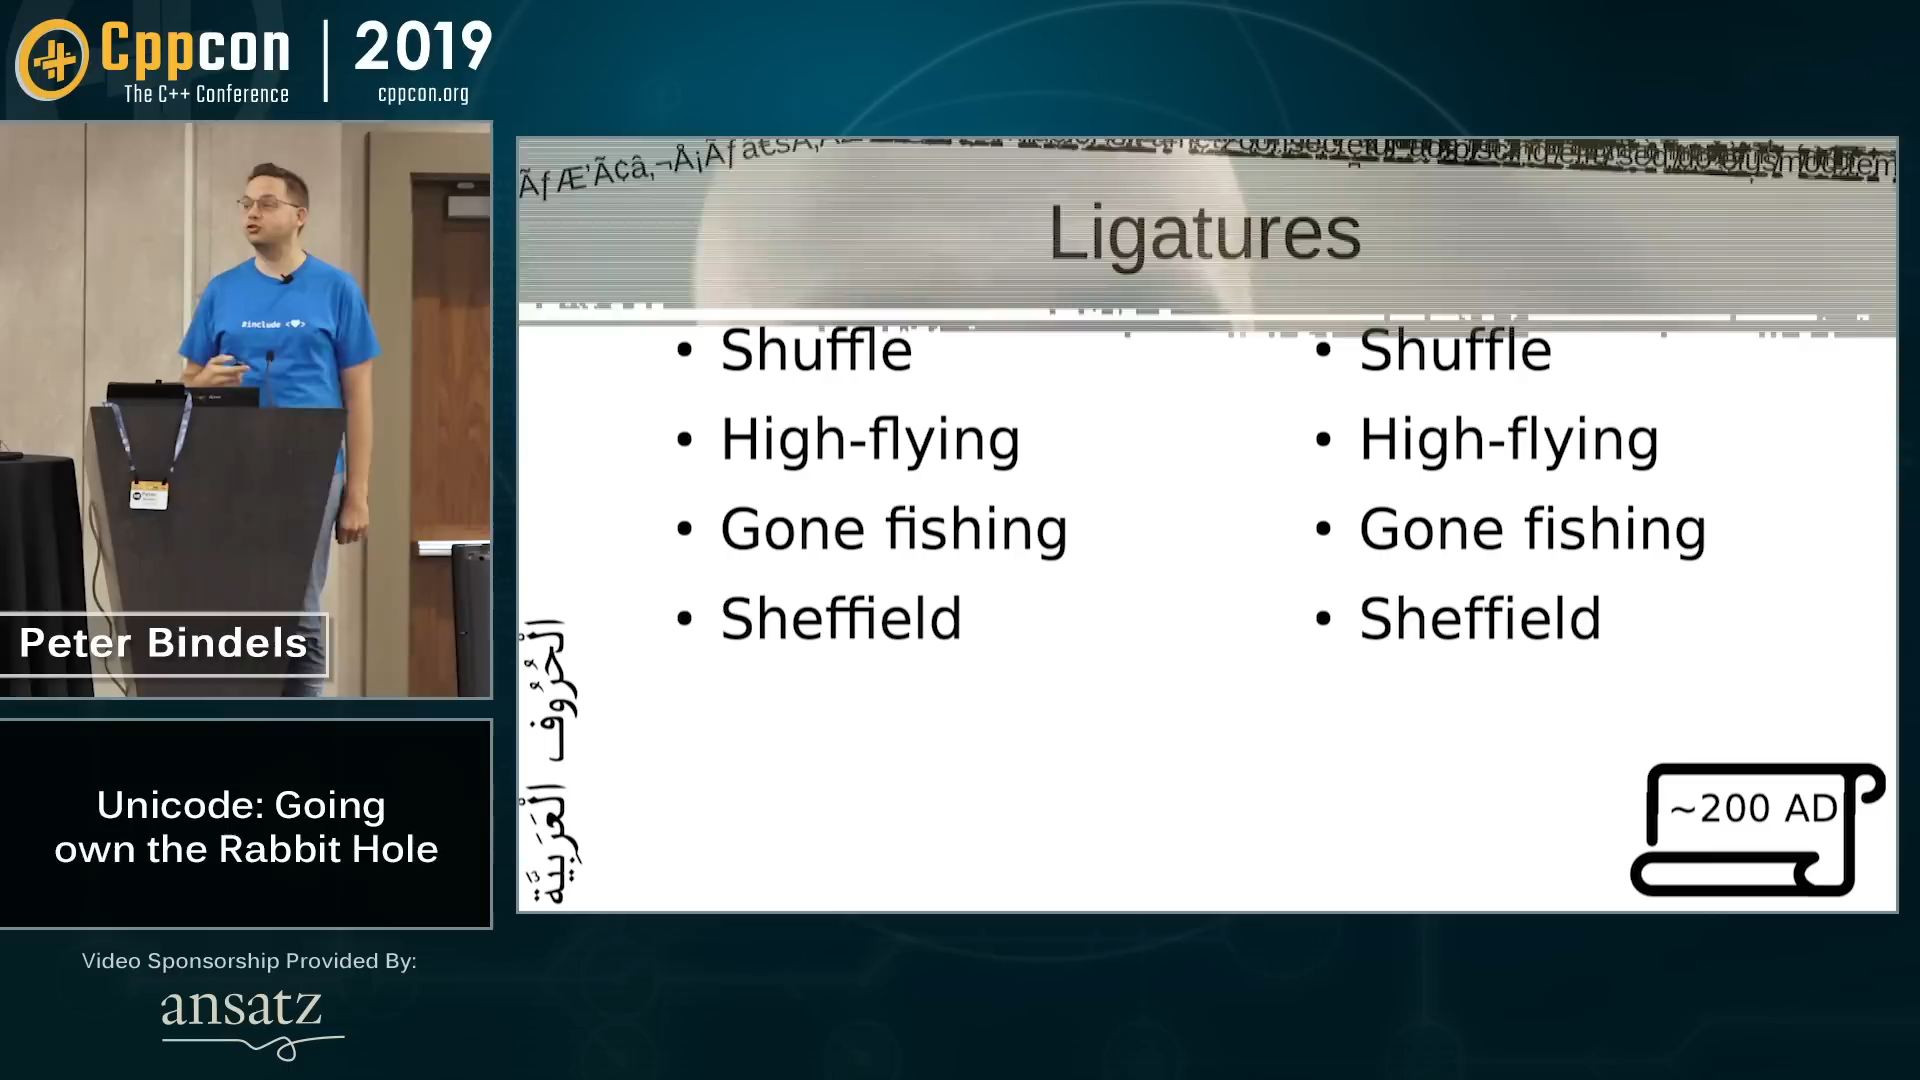 Cppcon
The C++ Conference
2019
cppcon.org
#include <♥>
Peter Bindels
Unicode: Going
own the Rabbit Hole
Video Sponsorship Provided By:
ansatz
Ligatures
• Shuffle
• High-flying
• Gone fishing
• Sheffield
• Shuffle
• High-flying
• Gone fishing
• Sheffield
الْحُرُوف الْعَرَبِيَّة
~200 AD